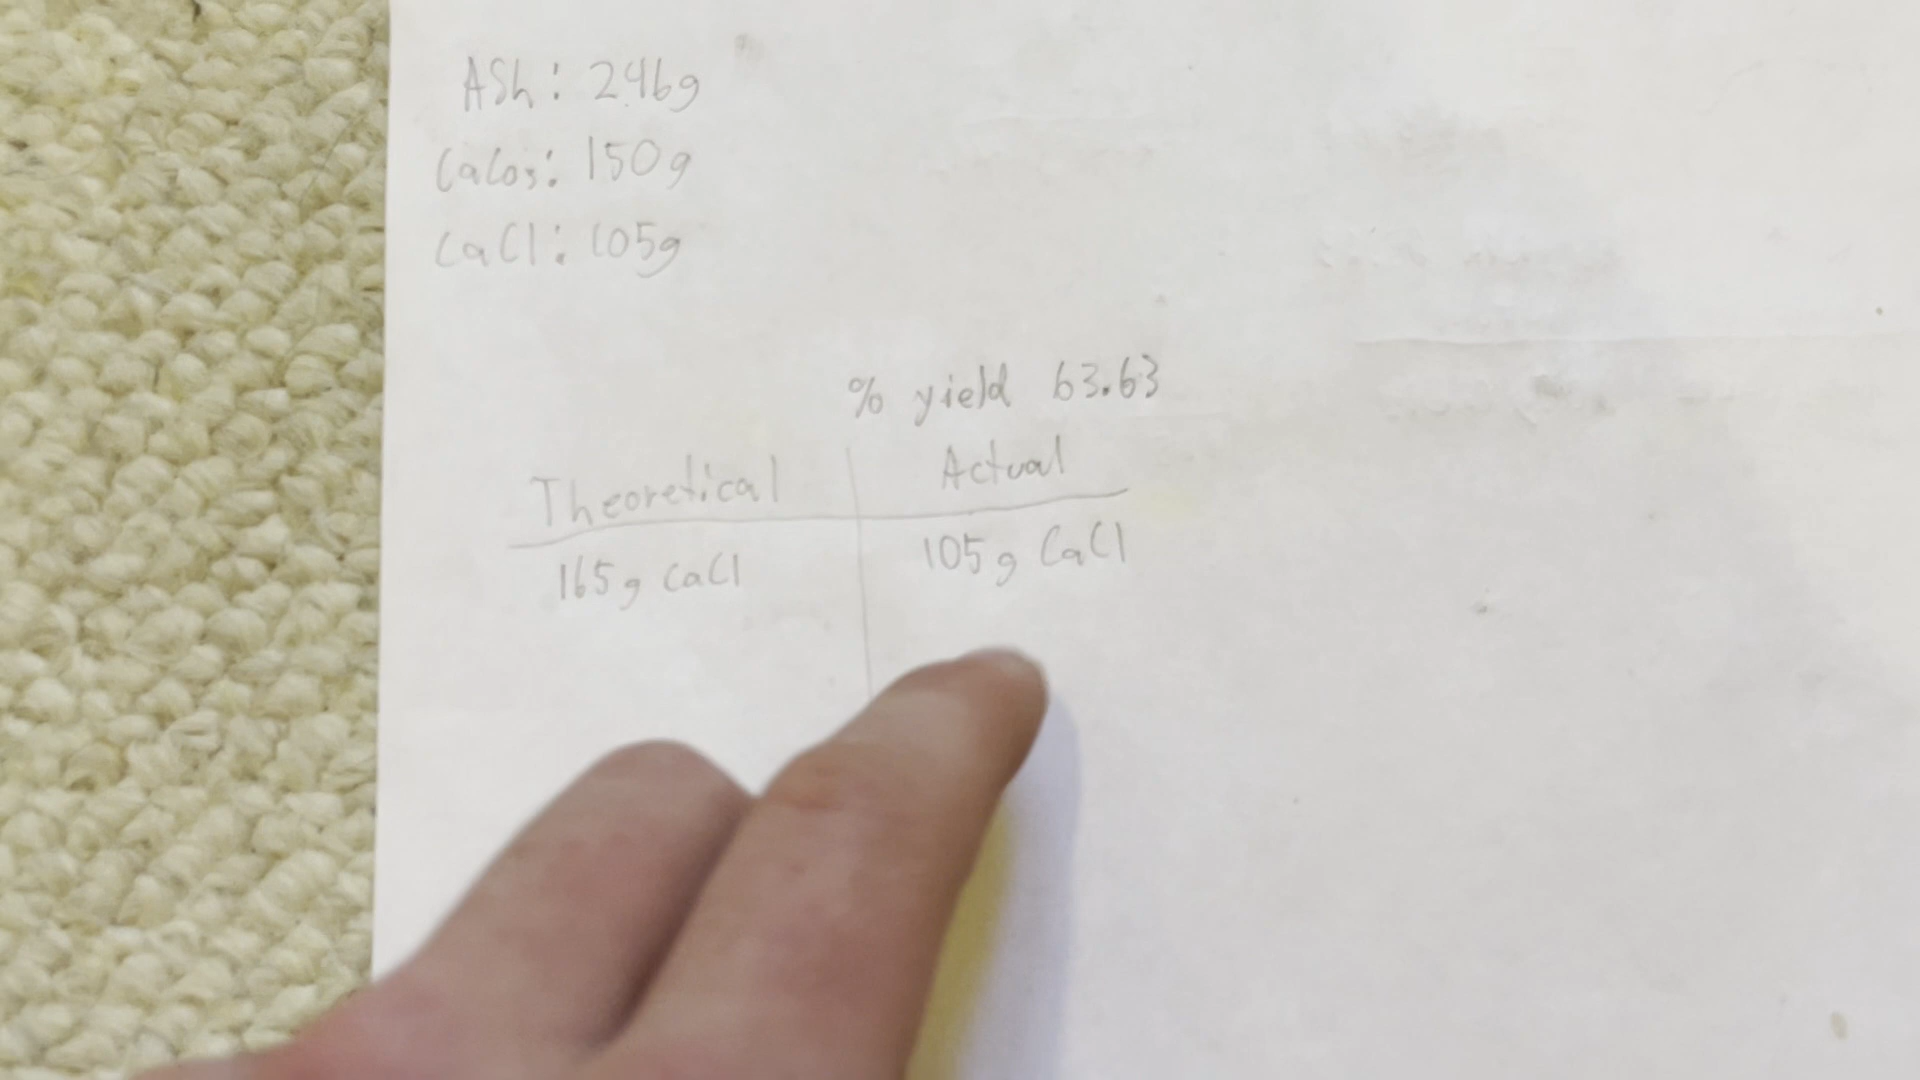 Ash: 246g
CaCO3: 150g
CaCl: 105g
% yield 63.63
Theoretical
Actual
165g CaCl
105g CaCl